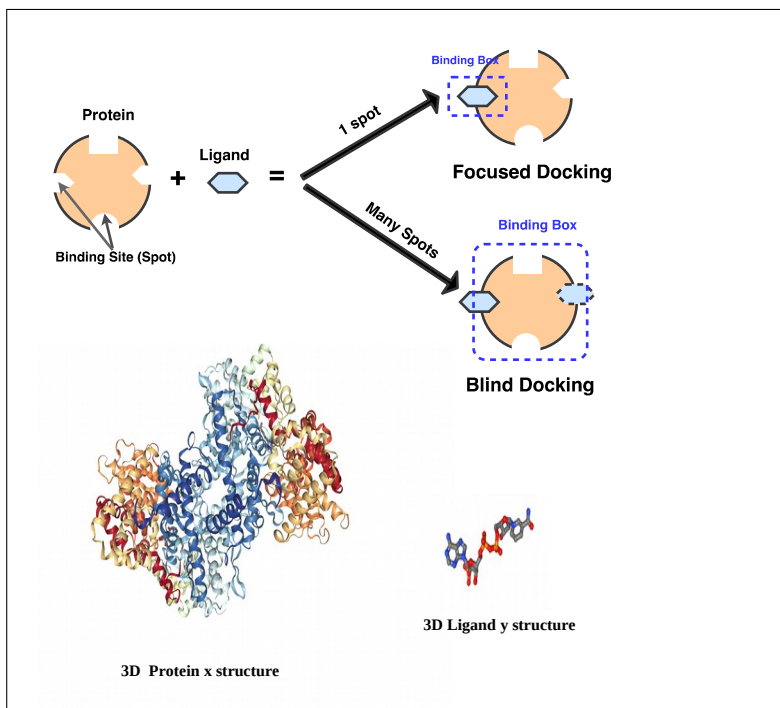 Protein
+
Ligand
=
Binding Site (Spot)
1 spot
Binding Box
Focused Docking
Many Spots
Binding Box
Blind Docking
3D Protein x structure
3D Ligand y structure